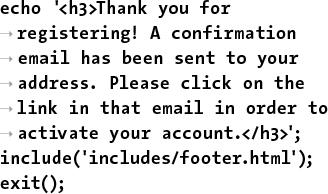 echo '<h3>Thank you for
→ registering! A confirmation
→ email has been sent to your
→ address. Please click on the
→ link in that email in order to
→ activate your account.</h3>';
include('includes/footer.html');
exit();